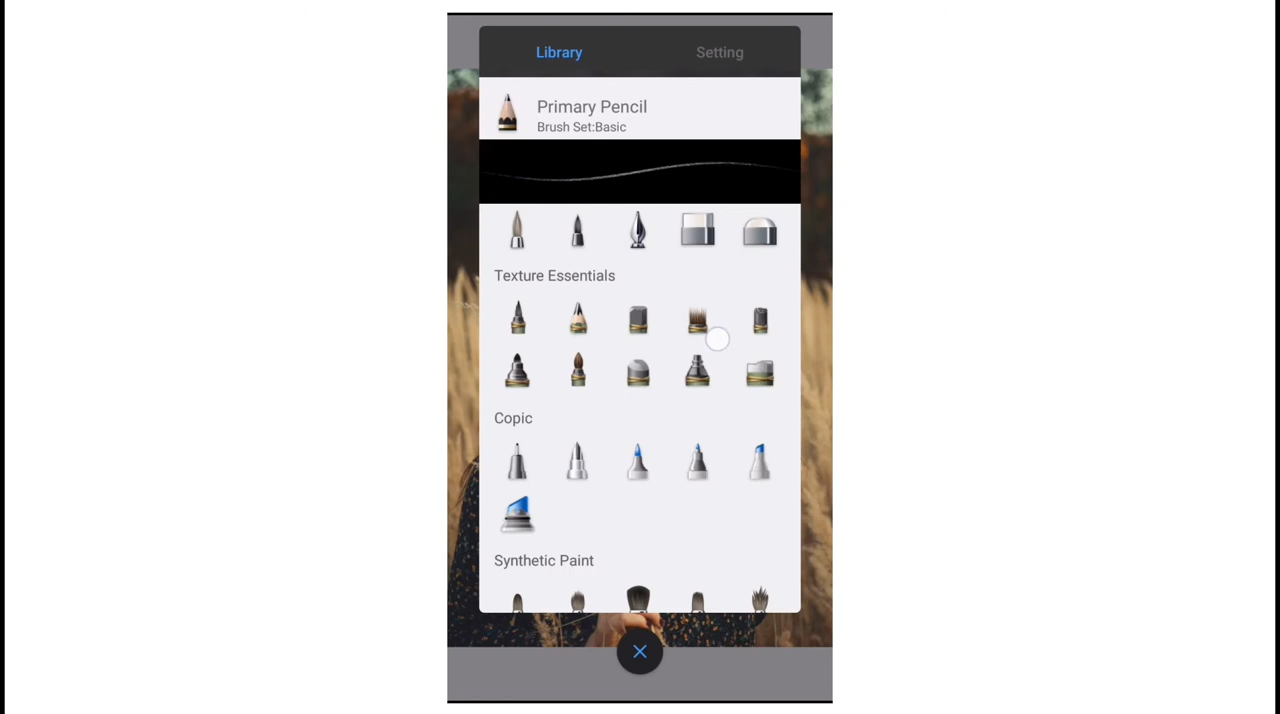 Library
Setting
Primary Pencil
Brush Set:Basic
Texture Essentials
Copic
Synthetic Paint